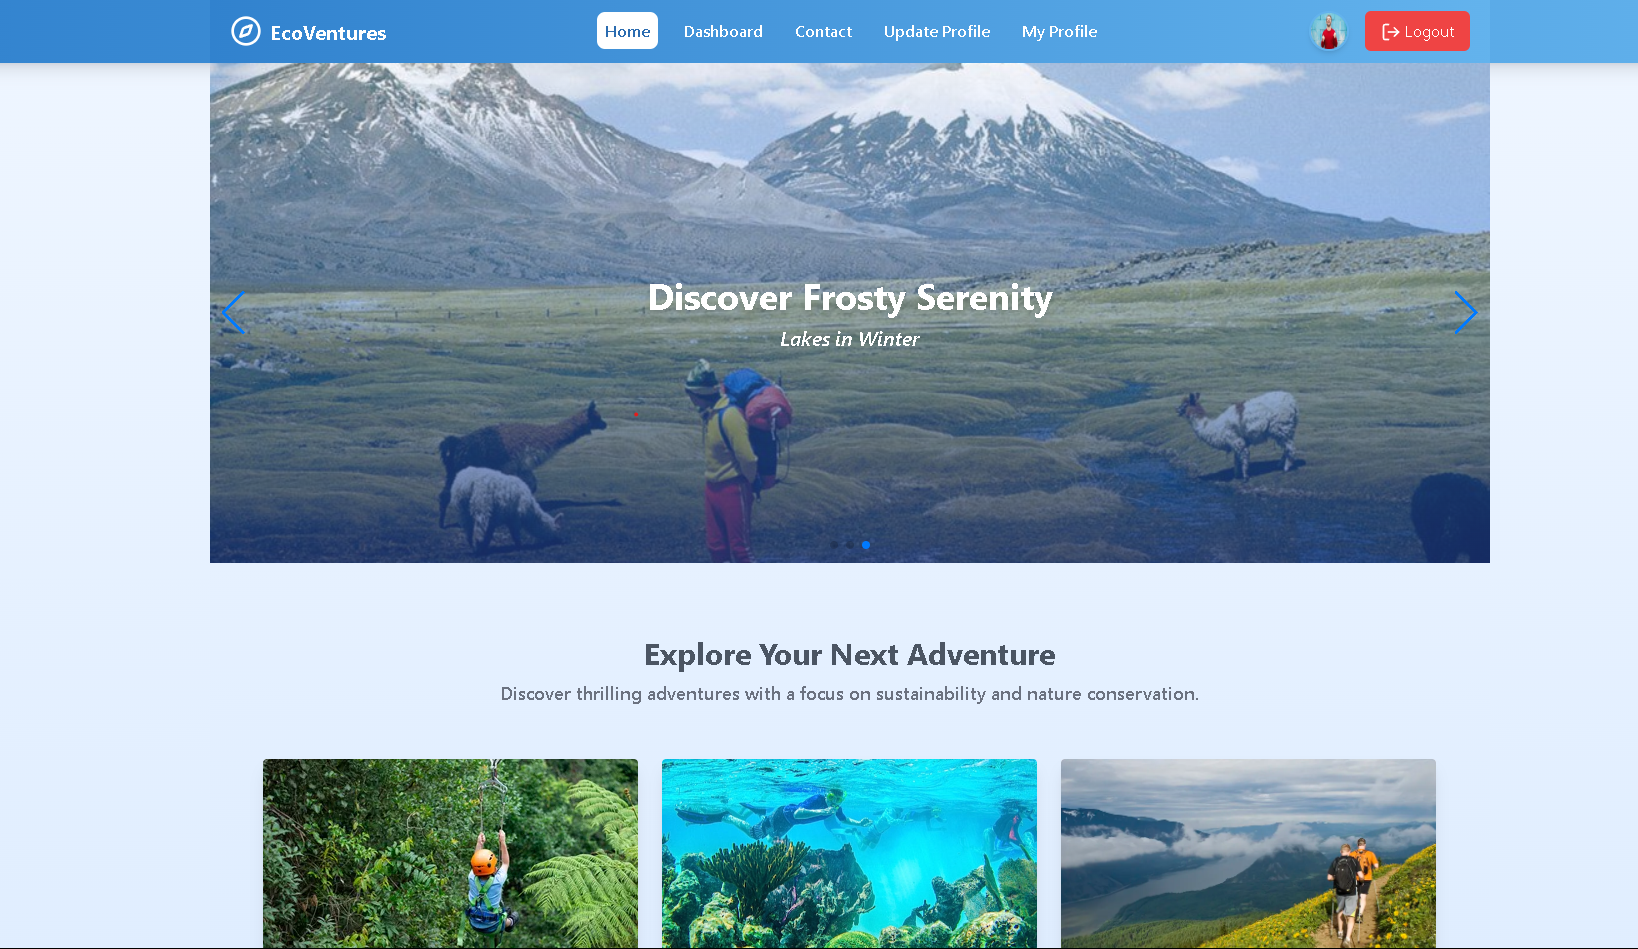 EcoVentures
Home
Dashboard
Contact
Update Profile
My Profile
Logout
Discover Frosty Serenity
Lakes in Winter
Explore Your Next Adventure
Discover thrilling adventures with a focus on sustainability and nature conservation.